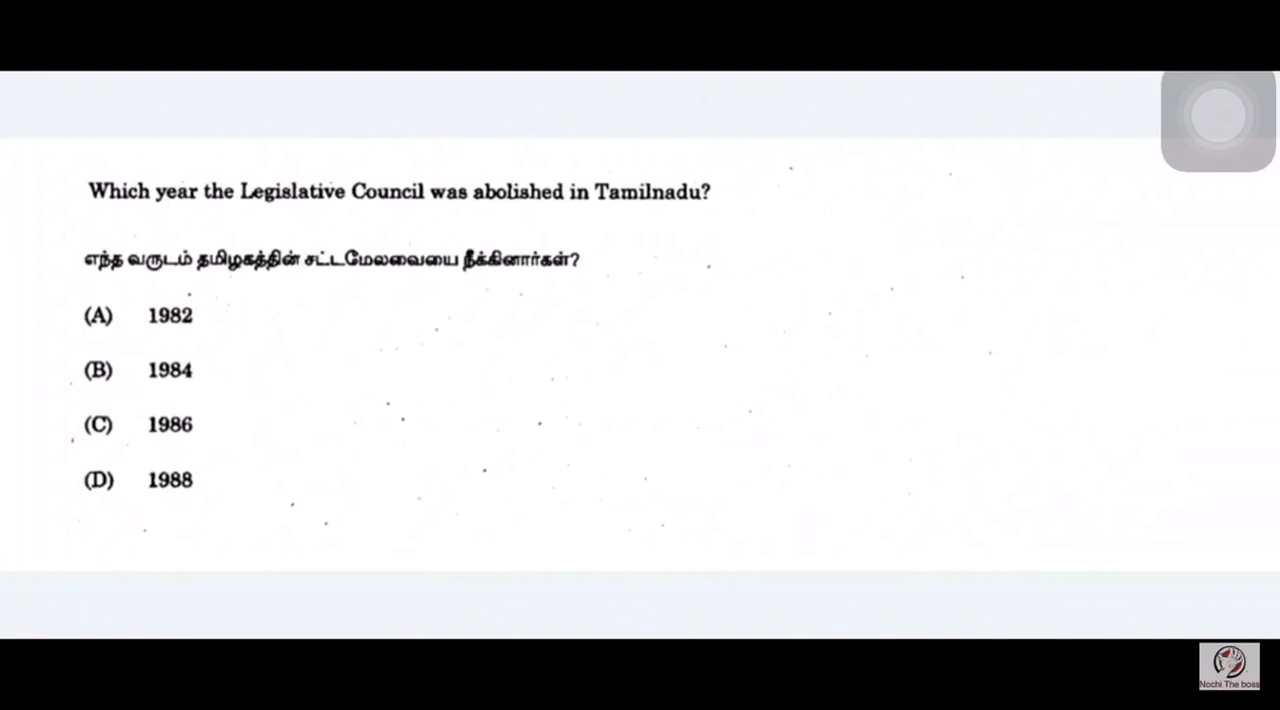 Which year the Legislative Council was abolished in Tamilnadu?
எந்த வருடம் தமிழகத்தின் சட்டமேலவையை நீக்கினார்கள்?
(A) 1982
(B) 1984
(C) 1986
(D) 1988
Nochi The boss